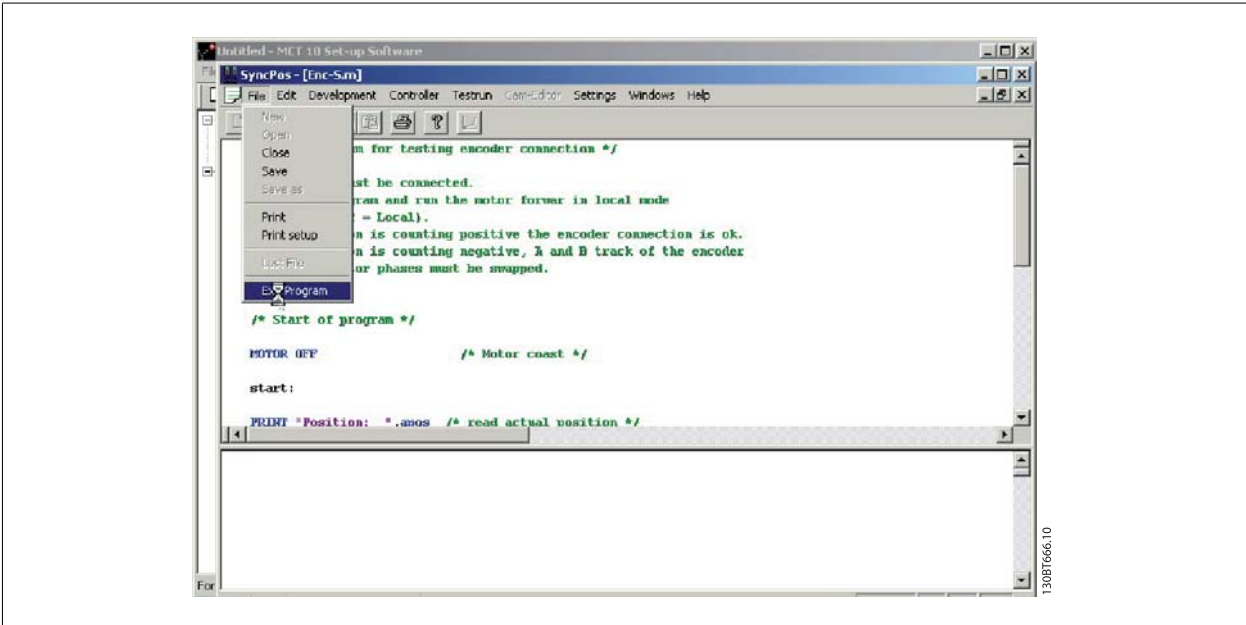 Untitled - MCT 10 Set-up Software
File
SyncPos - [Enc-S.m]
File Edit Development Controller Testrun Cam-Editor Settings Windows Help
New
Open
Close
Save
Save as
Print
Print setup
Last File
Program
m for testing encoder connection */
st be connected.
ram and run the motor forwer in local mode
= Local).
n is counting positive the encoder connection is ok.
n is counting negative, A and B track of the encoder
or phases must be swapped.
/* Start of program */
MOTOR OFF /* Motor coast */
start:
PRINT "Position: ",apos /* read actual position */
For
130BT666.10